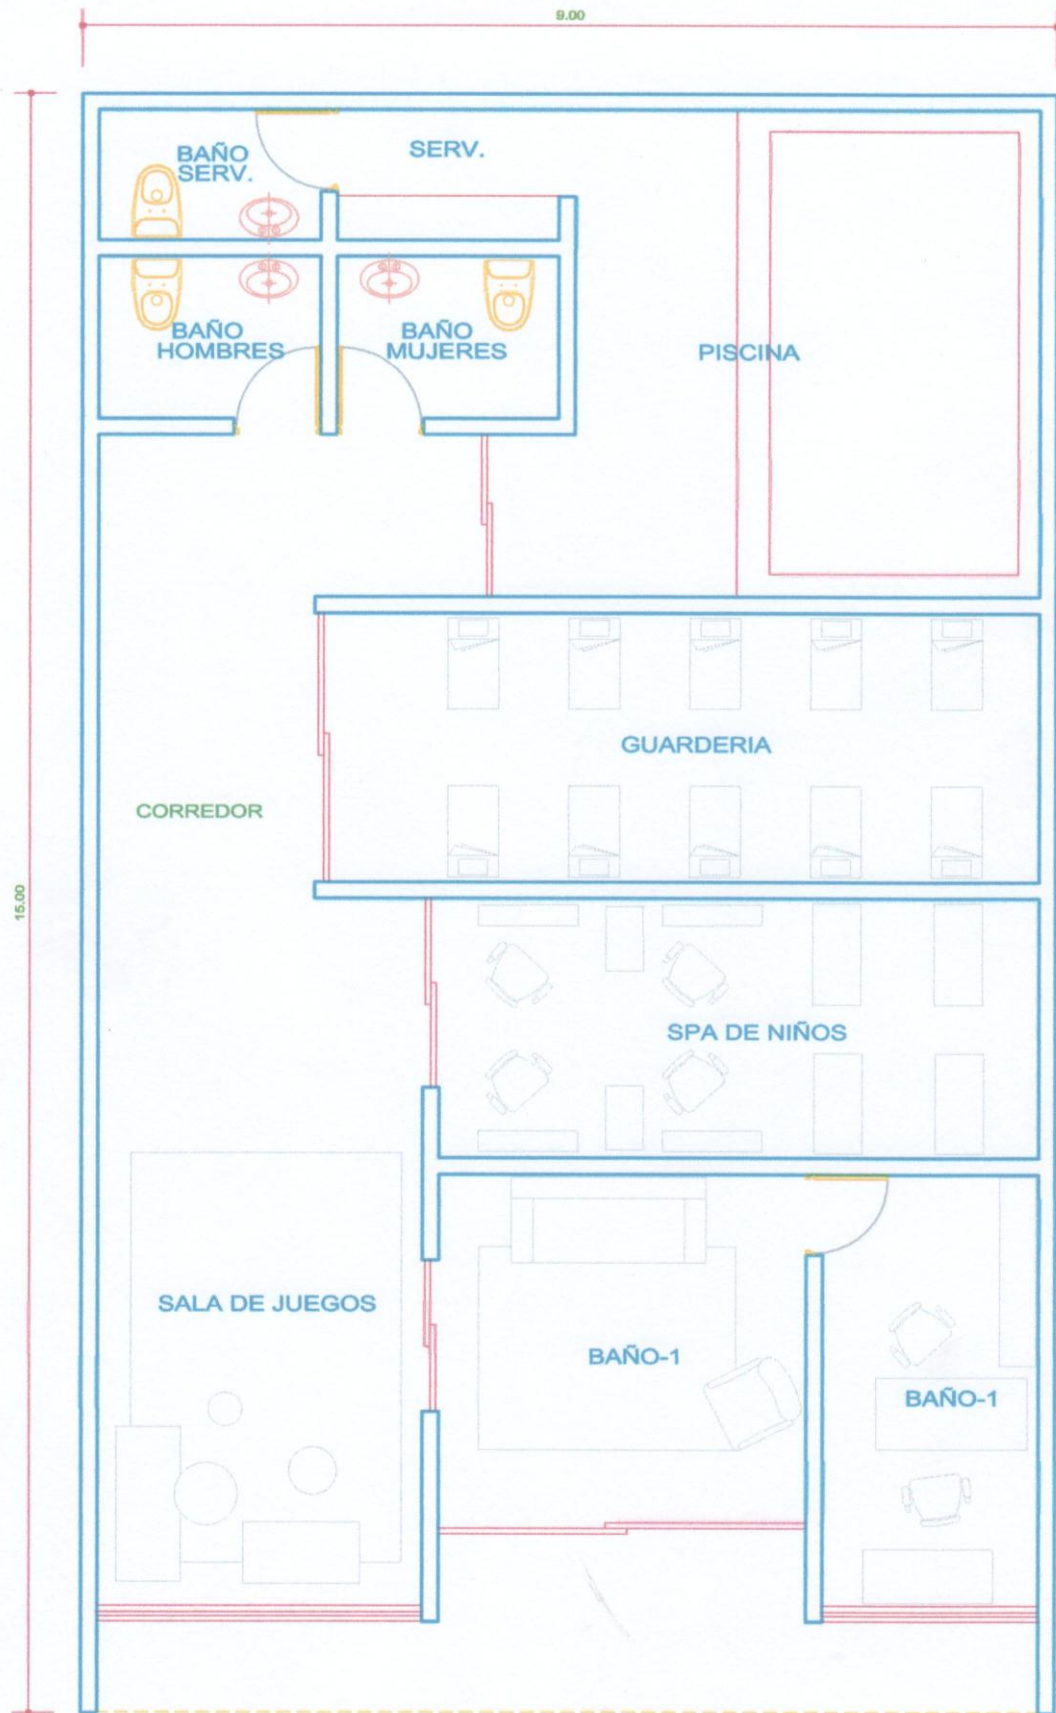 9.00
BAÑO
SERV.
SERV.
BAÑO
HOMBRES
BAÑO
MUJERES
PISCINA
GUARDERIA
CORREDOR
15.00
SPA DE NIÑOS
SALA DE JUEGOS
BAÑO-1
BAÑO-1